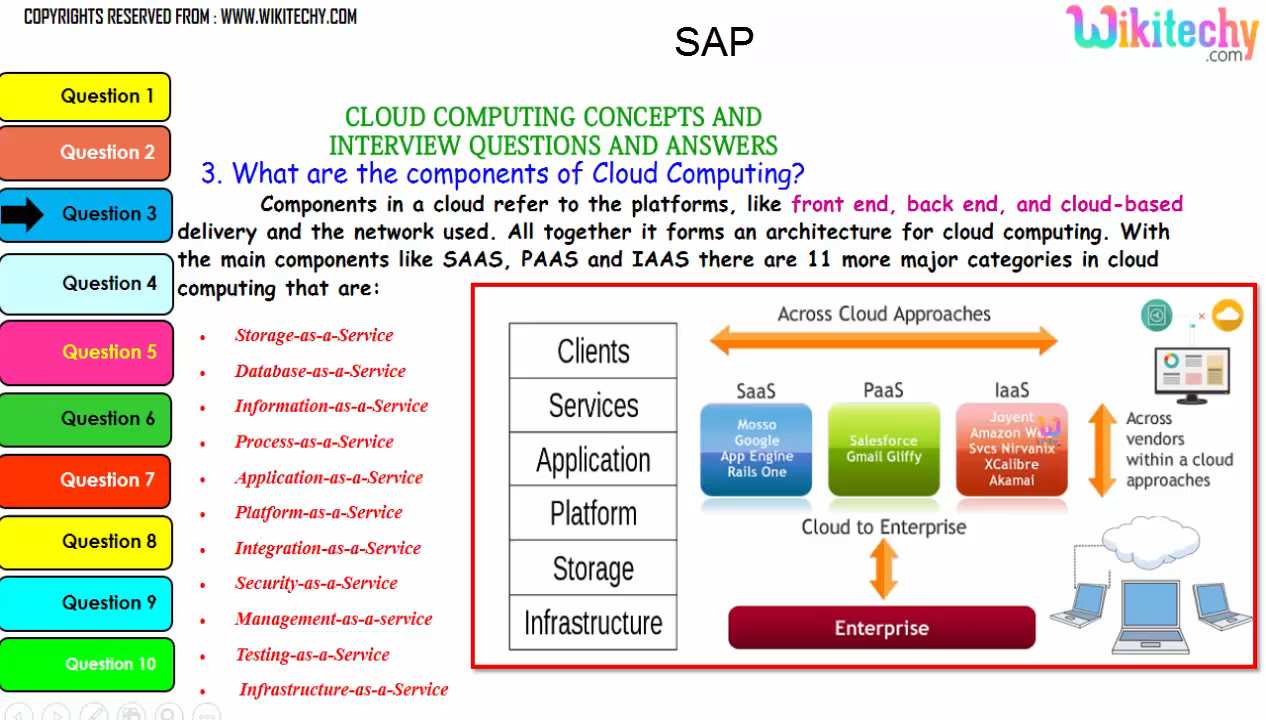 COPYRIGHTS RESERVED FROM : WWW.WIKITECHY.COM
SAP
Wikitechy
.com
Question 1
Question 2
Question 3
Question 4
Question 5
Question 6
Question 7
Question 8
Question 9
Question 10
CLOUD COMPUTING CONCEPTS AND
INTERVIEW QUESTIONS AND ANSWERS
3. What are the components of Cloud Computing?
Components in a cloud refer to the platforms, like front end, back end, and cloud-based
delivery and the network used. All together it forms an architecture for cloud computing. With
the main components like SAAS, PAAS and IAAS there are 11 more major categories in cloud
computing that are:
• Storage-as-a-Service
• Database-as-a-Service
• Information-as-a-Service
• Process-as-a-Service
• Application-as-a-Service
• Platform-as-a-Service
• Integration-as-a-Service
• Security-as-a-Service
• Management-as-a-service
• Testing-as-a-Service
• Infrastructure-as-a-Service
Clients
Services
Application
Platform
Storage
Infrastructure
Across Cloud Approaches
SaaS
Mosso
Google
App Engine
Rails One
PaaS
Salesforce
Gmail Gliffy
IaaS
Joyent
Amazon
Svcs Nirvanix
XCalibre
Akamai
Across
vendors
within a cloud
approaches
Cloud to Enterprise
Enterprise